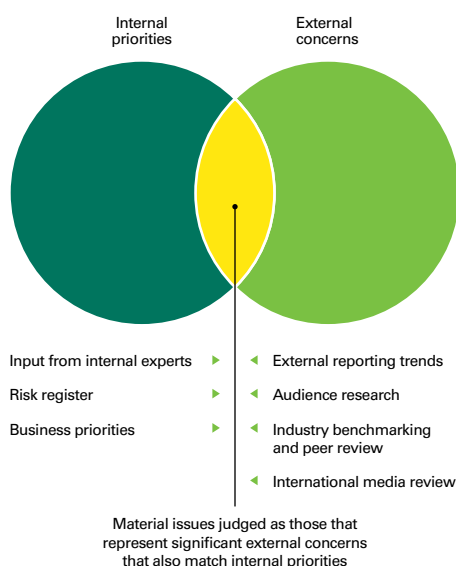 Internal
priorities
External
concerns
Input from internal experts
Risk register
Business priorities
External reporting trends
Audience research
Industry benchmarking
and peer review
International media review
Material issues judged as those that
represent significant external concerns
that also match internal priorities